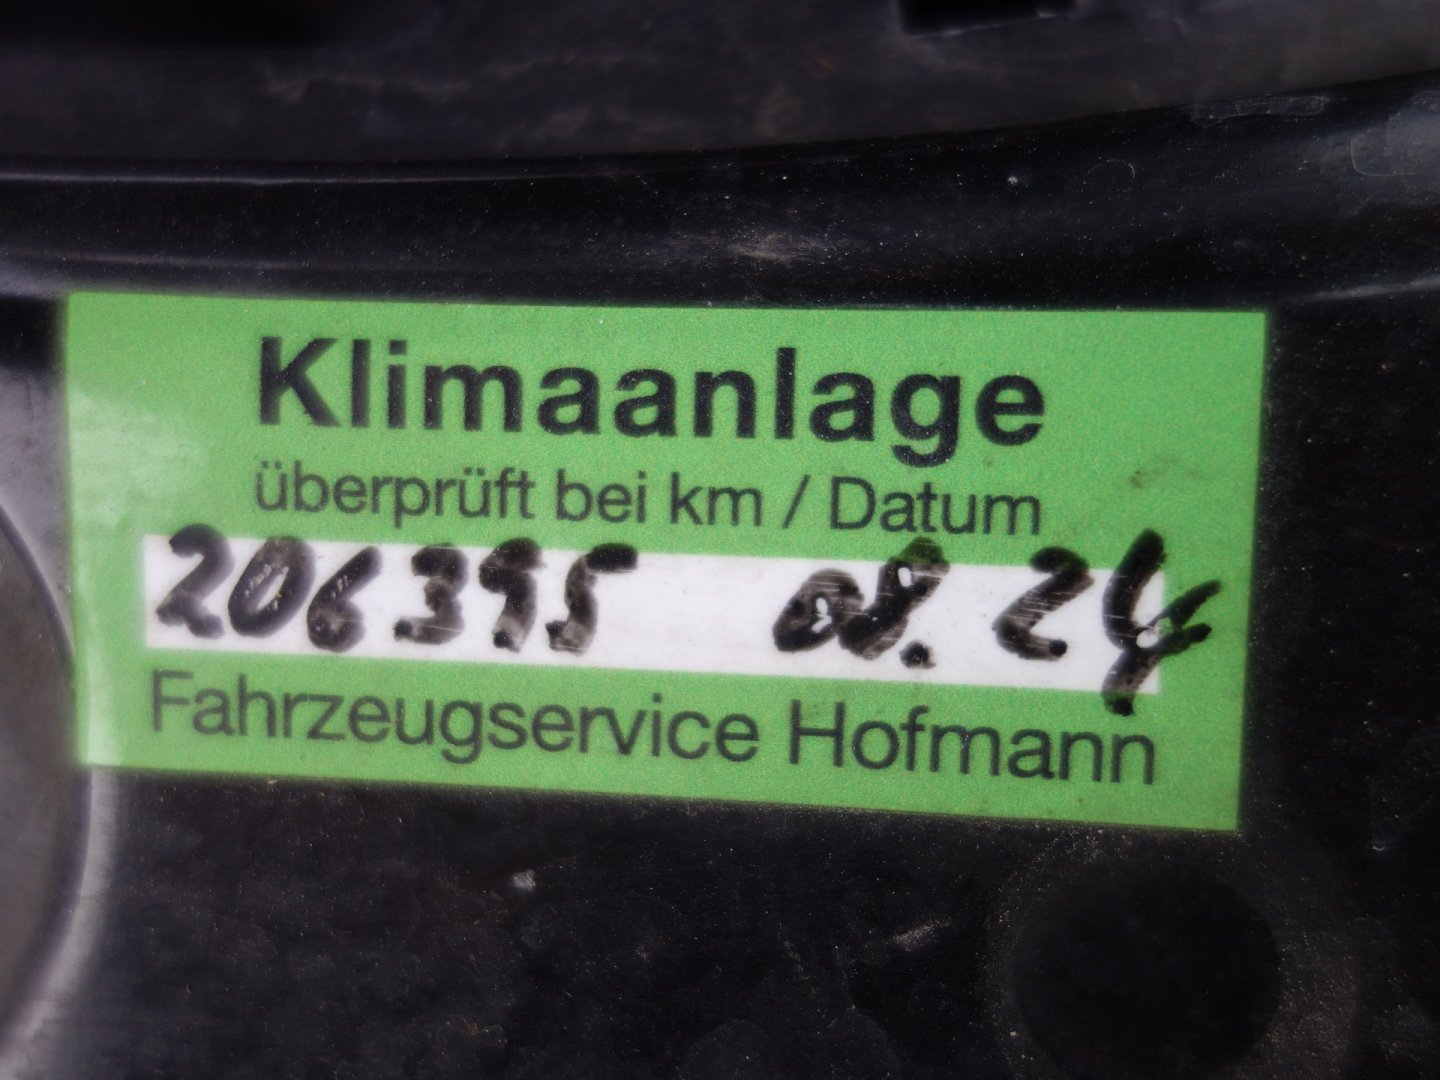 Klimaanlage
überprüft bei km / Datum
206395 08.24
Fahrzeugservice Hofmann